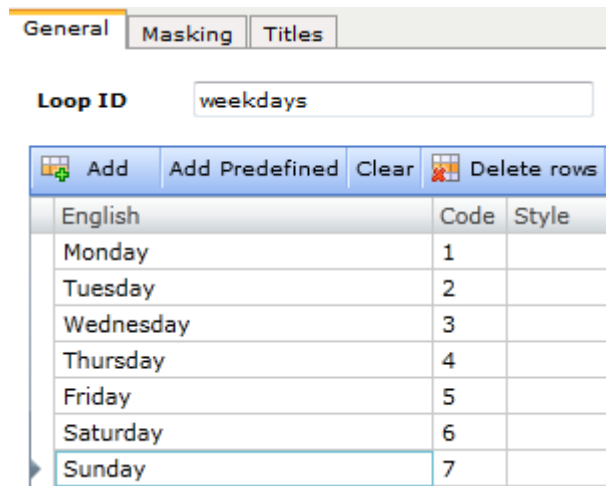 General Masking Titles
Loop ID weekdays
Add Add Predefined Clear Delete rows
English Code Style
Monday 1
Tuesday 2
Wednesday 3
Thursday 4
Friday 5
Saturday 6
Sunday 7